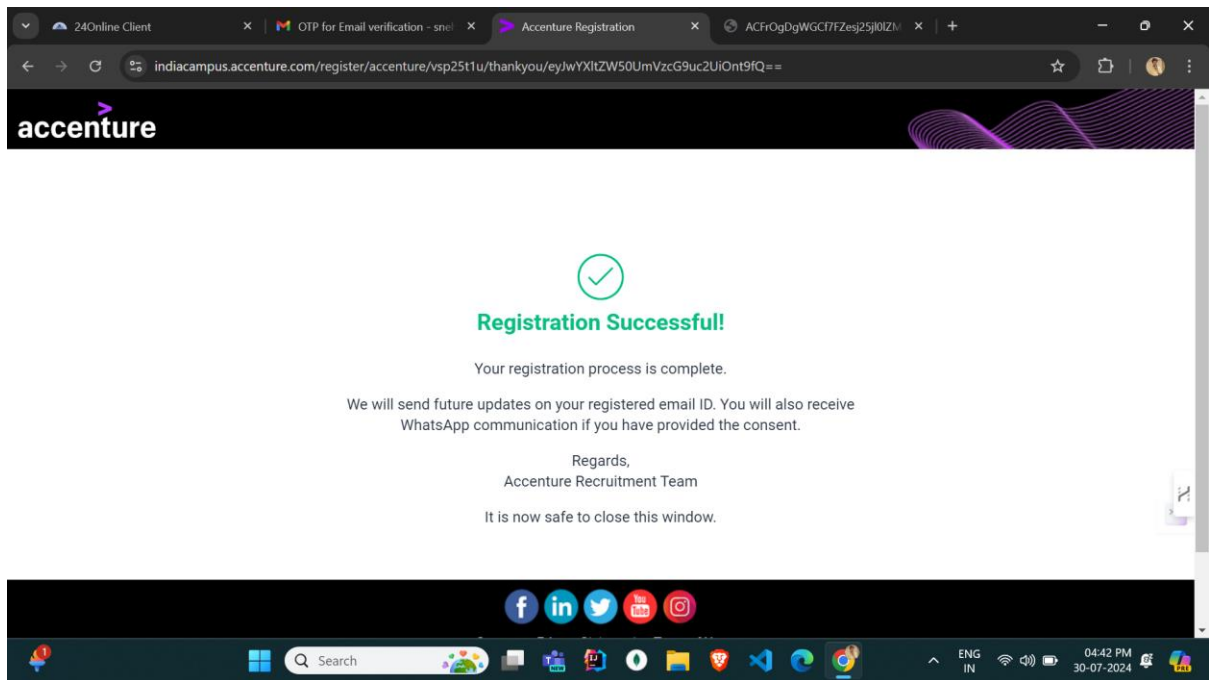 24Online Client
OTP for Email verification - snel
Accenture Registration
indiacampus.accenture.com/register/accenture/vsp25t1u/thankyou/eyJwYXltZW50UmVzcG9uc2UiOnt9fQ==
accenture
Registration Successful!
Your registration process is complete.
We will send future updates on your registered email ID. You will also receive
WhatsApp communication if you have provided the consent.
Regards,
Accenture Recruitment Team
It is now safe to close this window.
You
Tube
Search
ENG
IN
04:42 PM
30-07-2024